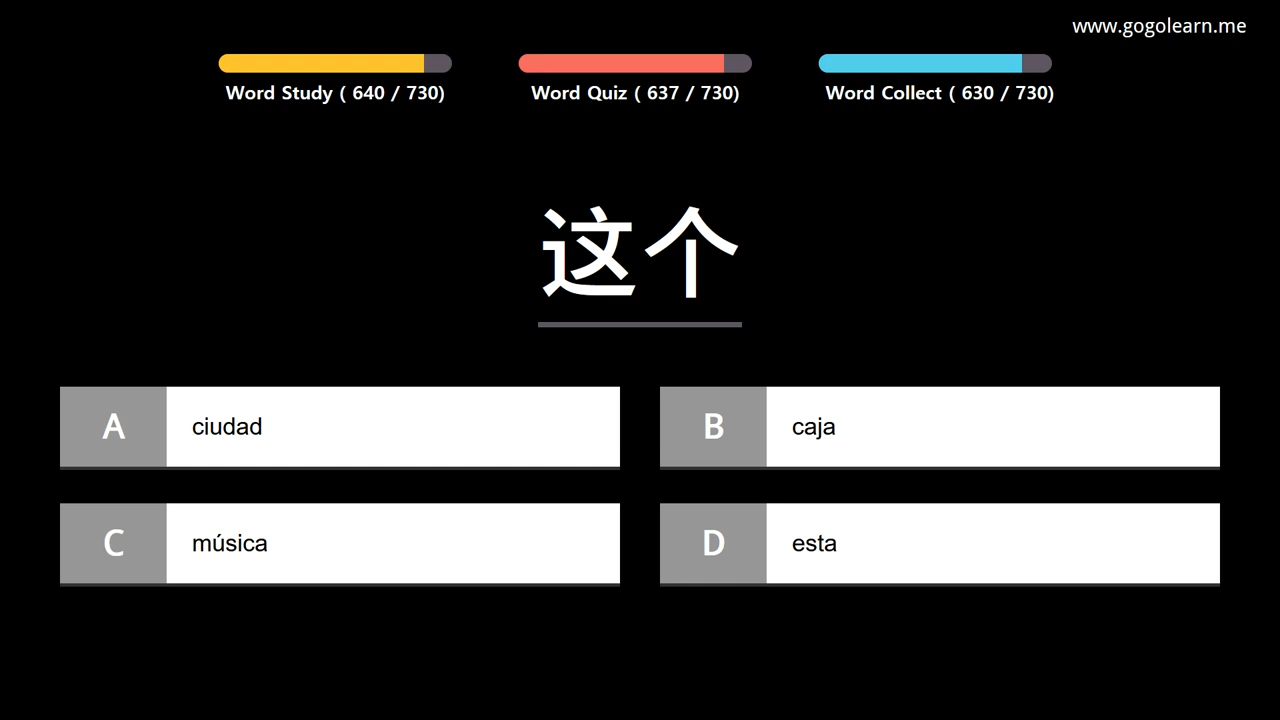 www.gogolearn.me
Word Study ( 640 / 730)
Word Quiz ( 637 / 730)
Word Collect ( 630 / 730)
这个
A ciudad
B caja
C música
D esta